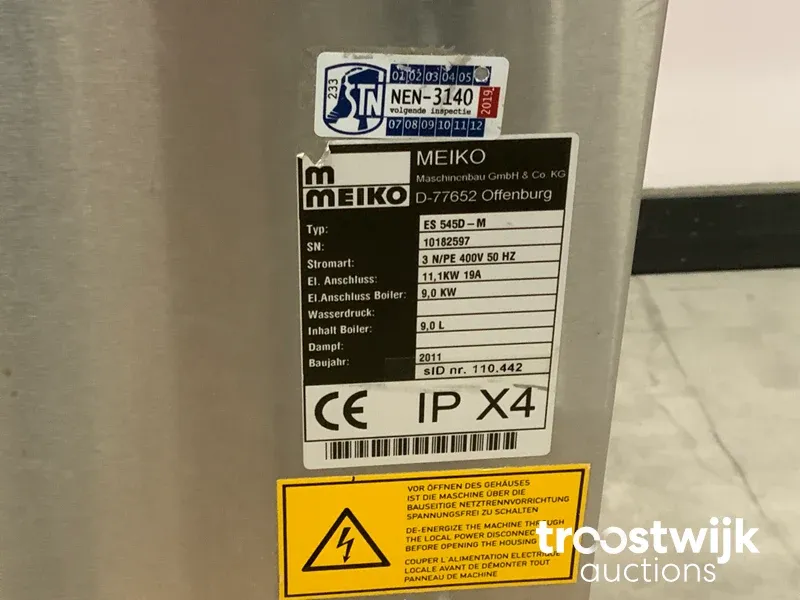 233
STN
01 02 03 04 05
NEN-3140
volgende inspectie
07 08 09 10 11 12
2019
m
MEIKO
MEIKO
Maschinenbau GmbH & Co. KG
D-77652 Offenburg
Typ: ES 545D-M
SN: 10182597
Stromart: 3 N/PE 400V 50 HZ
El. Anschluss: 11,1KW 19A
El.Anschluss Boiler: 9,0 KW
Wasserdruck:
Inhalt Boiler: 9,0 L
Dampf:
Baujahr: 2011
sID nr. 110.442
CE IP X4
VOR ÖFFNEN DES GEHÄUSES
IST DIE MASCHINE ÜBER DIE
BAUSEITIGE NETZTRENNVORRICHTUNG
SPANNUNGSFREI ZU SCHALTEN
DE-ENERGIZE THE MACHINE THROUGH
THE LOCAL POWER DISCONNECT
BEFORE OPENING THE HOUSING
COUPER L'ALIMENTATION ELECTRIQUE
LOCALE AVANT DE DÉMONTER TOUT
PANNEAU DE MACHINE
troostwijk
auctions